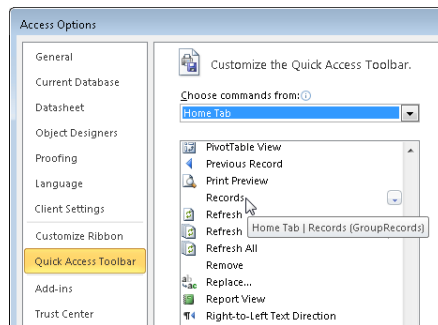 Access Options
General
Current Database
Datasheet
Object Designers
Proofing
Language
Client Settings
Customize Ribbon
Quick Access Toolbar
Add-ins
Trust Center
Customize the Quick Access Toolbar.
Choose commands from:
Home Tab
PivotTable View
Previous Record
Print Preview
Records
Refresh
Home Tab | Records (GroupRecords)
Refresh
Refresh All
Remove
Replace...
Report View
Right-to-Left Text Direction